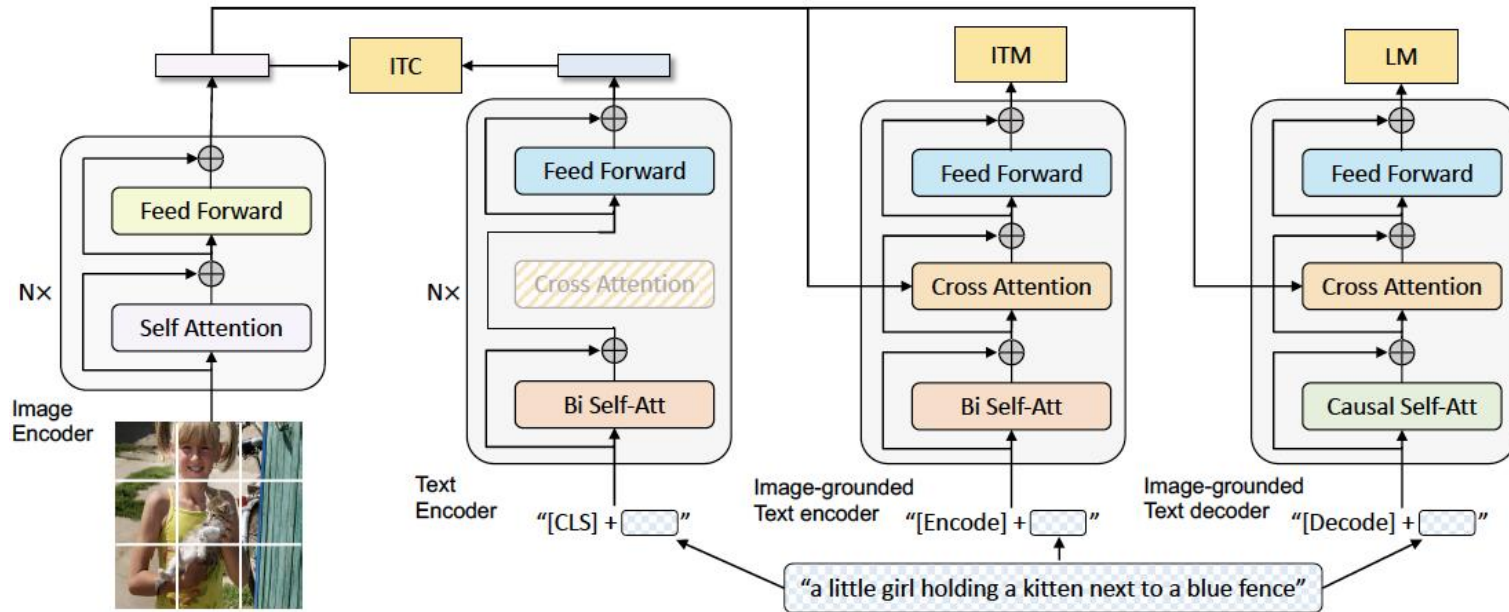 ITC
ITM
LM
Feed Forward
Self Attention
N×
Image
Encoder
Feed Forward
Cross Attention
Bi Self-Att
N×
Text
Encoder
“[CLS] + ”
Feed Forward
Cross Attention
Bi Self-Att
Image-grounded
Text encoder
“[Encode] + ”
Feed Forward
Cross Attention
Causal Self-Att
Image-grounded
Text decoder
“[Decode] + ”
“a little girl holding a kitten next to a blue fence”